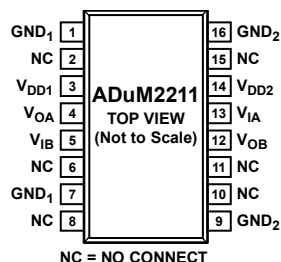 GND1 1 16 GND2
NC 2 15 NC
VDD1 3 ADuM2211 14 VDD2
VOA 4 TOP VIEW 13 VIA
VIB 5 (Not to Scale) 12 VOB
NC 6 11 NC
GND1 7 10 NC
NC 8 9 GND2
NC = NO CONNECT